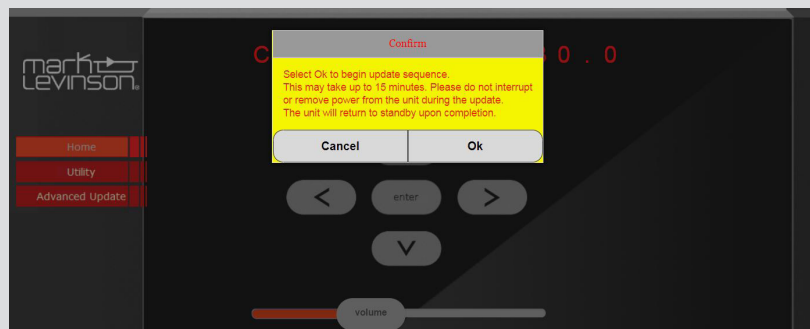 mark
Levinson®
Home
Utility
Advanced Update
C
0 . 0
Confirm
Select Ok to begin update sequence.
This may take up to 15 minutes. Please do not interrupt
or remove power from the unit during the update.
The unit will return to standby upon completion.
Cancel Ok
< enter >
V
volume